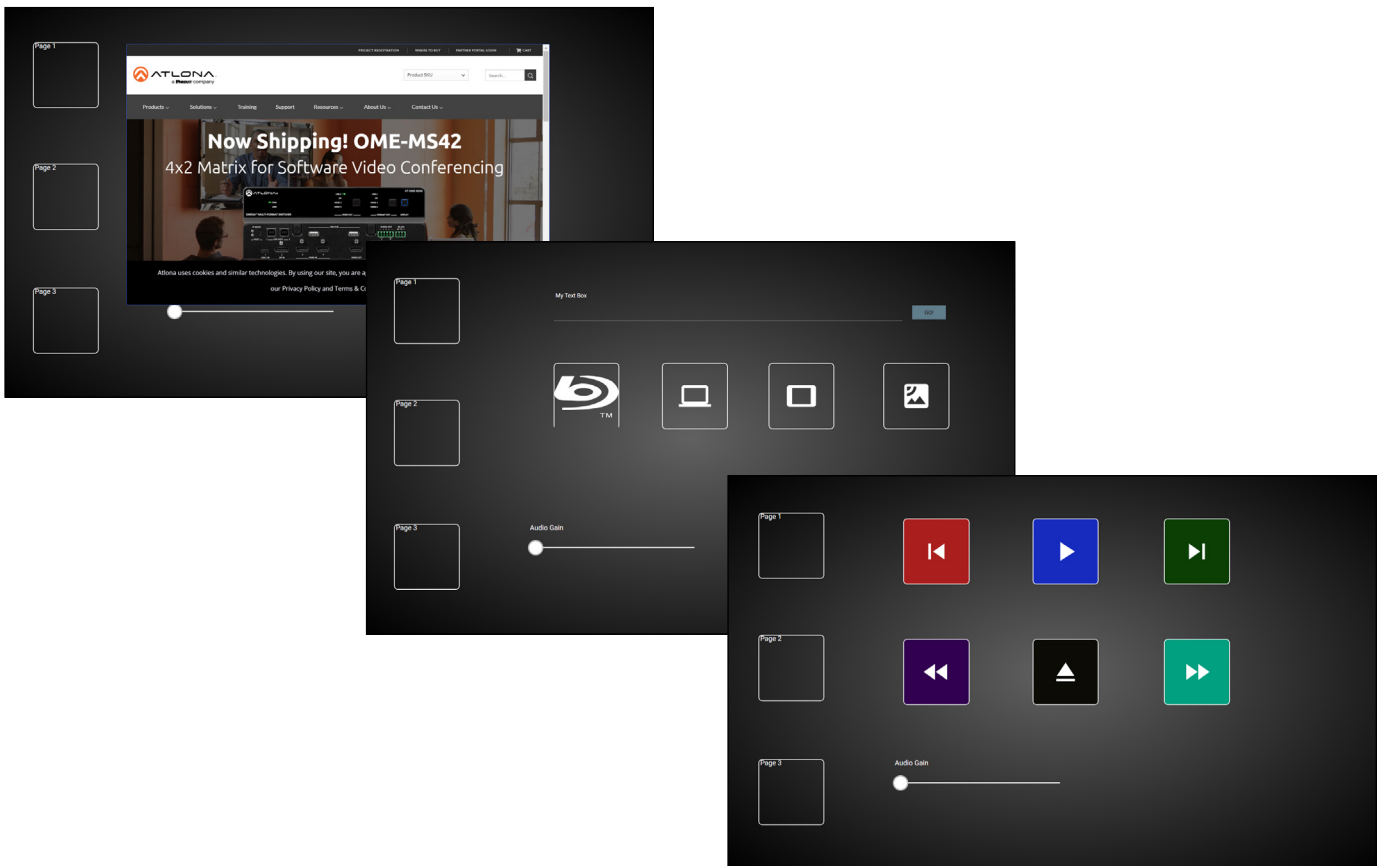 Page 1
PROJECT REGISTRATION
WHERE TO BUY
PARTNER PORTAL LOGIN
CART
ATLONA
a PANDUIT company
Product SKU
Search...
Products
Solutions
Training
Support
Resources
About Us
Contact Us
Now Shipping! OME-MS42
4x2 Matrix for Software Video Conferencing
ATLONA
Atlona uses cookies and similar technologies. By using our site, you are a
our Privacy Policy and Terms & Co
Page 2
Page 3
Page 1
My Text Box
GO!
Page 2
TM
Page 3
Audio Gain
Page 1
Page 2
Page 3
Audio Gain